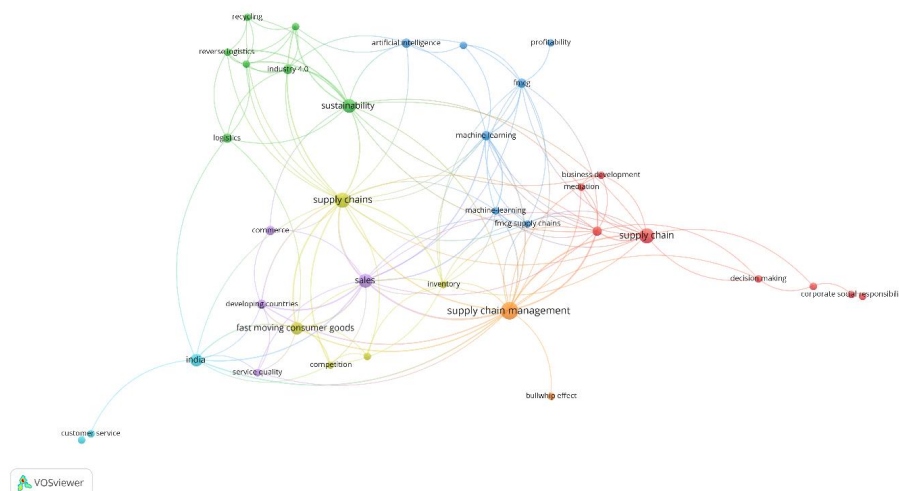 recycling
artificial intelligence
profitability
reverse logistics
industry 4.0
fmcg
sustainability
logistics
machine learning
business development
mediation
supply chains
machine-learning
fmcg supply chains
commerce
supply chain
sales
inventory
decision making
corporate social responsibili
developing countries
supply chain management
fast moving consumer goods
india
competition
service quality
bullwhip effect
customer service
VOSviewer